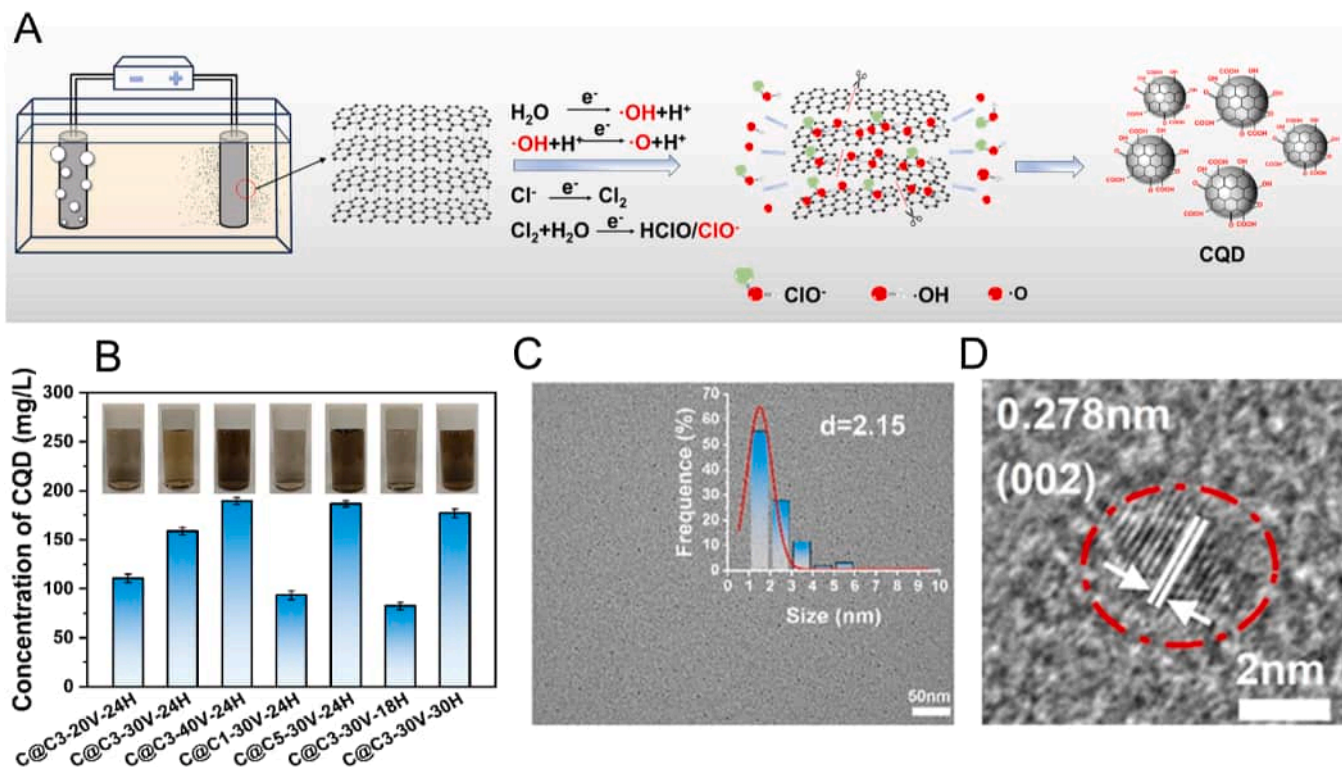 A
− +
H₂O e⁻ ·OH+H⁺
·OH+H⁺ e⁻ ·O+H⁺
Cl⁻ e⁻ Cl₂
Cl₂+H₂O e⁻ HClO/ClO⁻
ClO⁻ ·OH ·O
CQD
B
Concentration of CQD (mg/L)
300
250
200
150
100
50
0
C@C3-20V-24H
C@C3-30V-24H
C@C3-40V-24H
C@C1-30V-24H
C@C5-30V-24H
C@C3-30V-18H
C@C3-30V-30H
C
Frequence (%)
70
60
50
40
30
20
10
0
d=2.15
0 1 2 3 4 5 6 7 8 9 10
Size (nm)
50nm
D
0.278nm
(002)
2nm